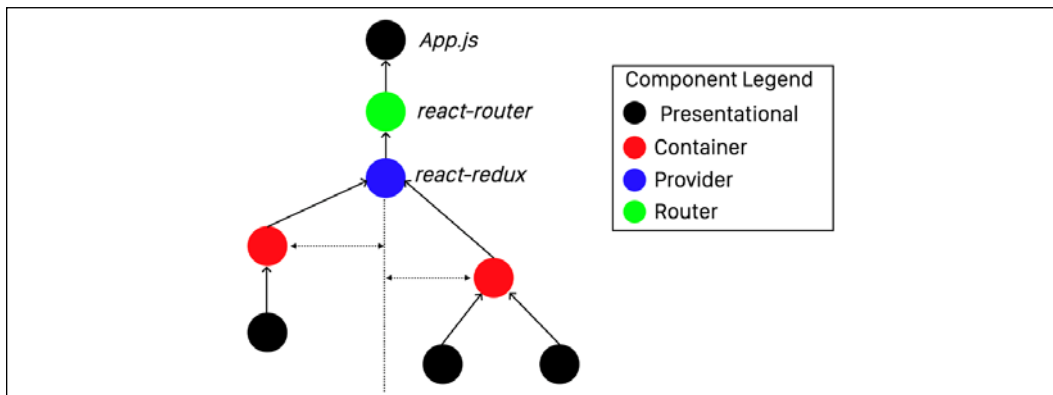 App.js
react-router
react-redux
Component Legend
Presentational
Container
Provider
Router